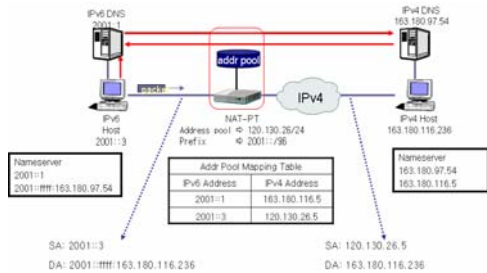 IPv6 DNS
2001::1
IPv4 DNS
163.180.97.54
addr pool
packet
IPv4
IPv6
Host
2001::3
NAT-PT
Address pool ⇨ 120.130.26/24
Prefix ⇨ 2001::/96
IPv4 Host
163.180.116.236
Nameserver
2001::1
2001::ffff:163.180.97.54
Addr Pool Mapping Table
IPv6 Address IPv4 Address
2001::1 163.180.116.5
2001::3 120.130.26.5
Nameserver
163.180.97.54
163.180.116.5
SA: 2001::3
DA: 2001::ffff:163.180.116.236
SA: 120.130.26.5
DA: 163.180.116.236